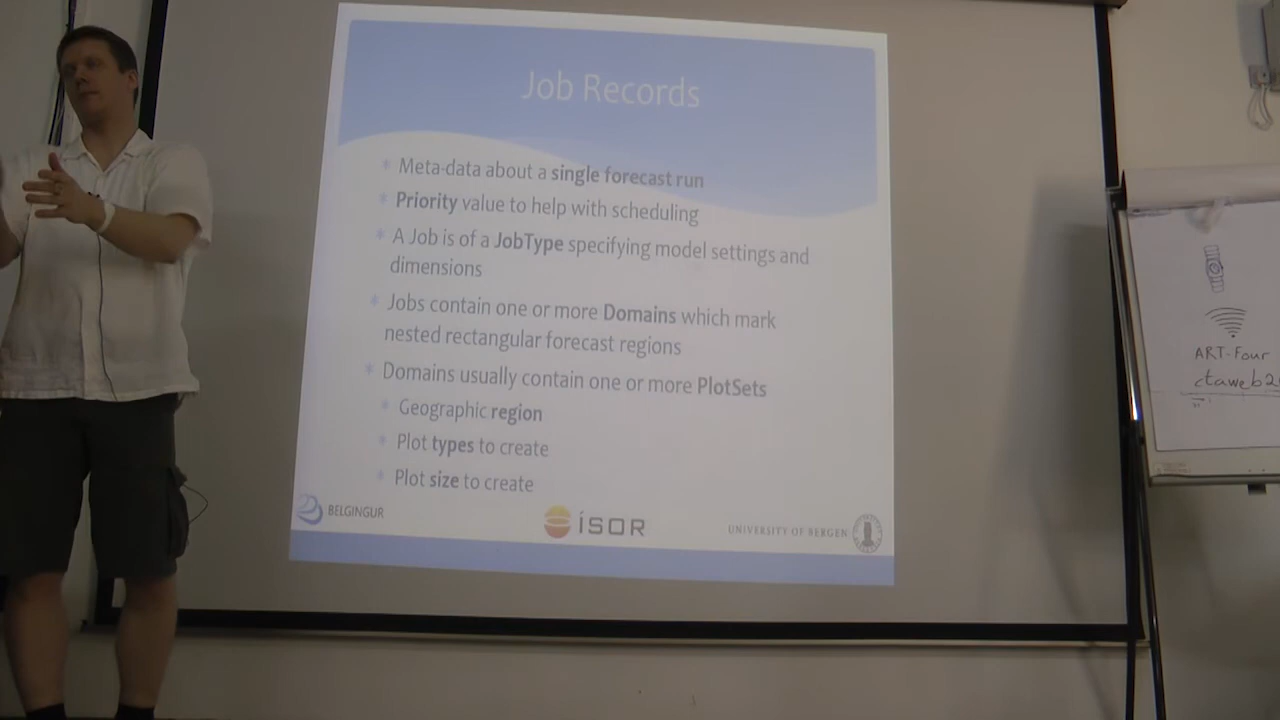 Job Records
Meta-data about a single forecast run
Priority value to help with scheduling
A Job is of a JobType specifying model settings and
dimensions
Jobs contain one or more Domains which mark
nested rectangular forecast regions
Domains usually contain one or more PlotSets
Geographic region
Plot types to create
Plot size to create
BELGINGUR
ÍSOR
UNIVERSITY OF BERGEN
ART-Four